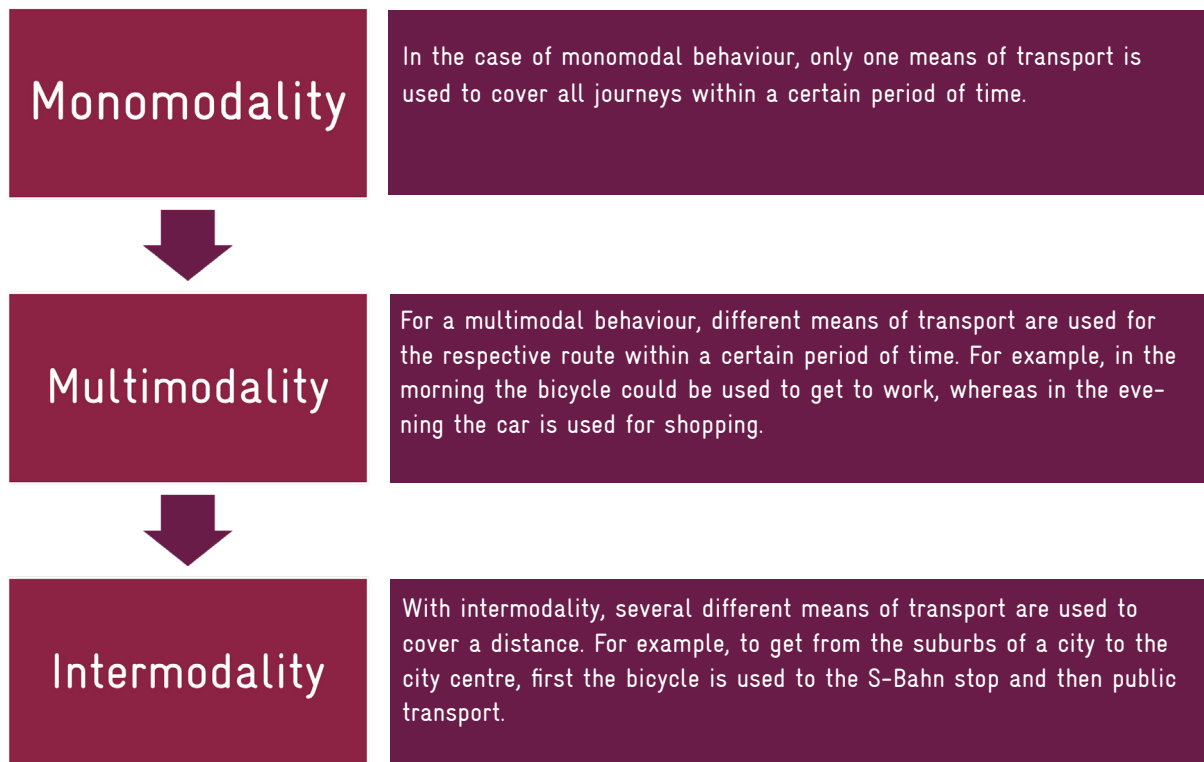 Monomodality
In the case of monomodal behaviour, only one means of transport is
used to cover all journeys within a certain period of time.
Multimodality
For a multimodal behaviour, different means of transport are used for
the respective route within a certain period of time. For example, in the
morning the bicycle could be used to get to work, whereas in the eve-
ning the car is used for shopping.
Intermodality
With intermodality, several different means of transport are used to
cover a distance. For example, to get from the suburbs of a city to the
city centre, first the bicycle is used to the S-Bahn stop and then public
transport.